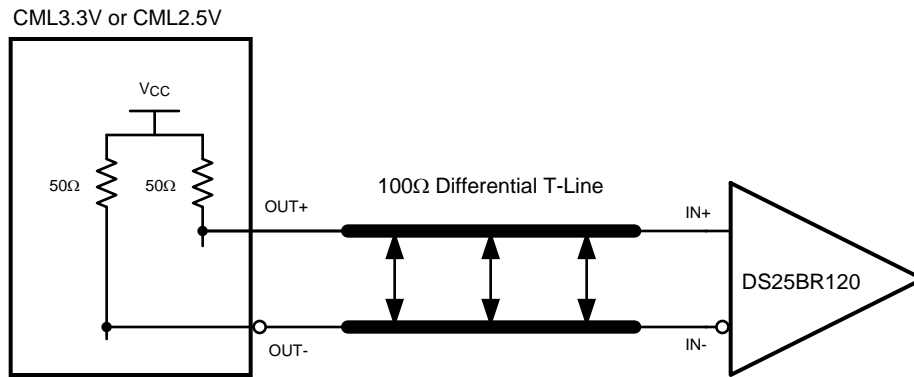 CML3.3V or CML2.5V
VCC
50Ω 50Ω
100Ω Differential T-Line
OUT+ IN+
DS25BR120
OUT- IN-